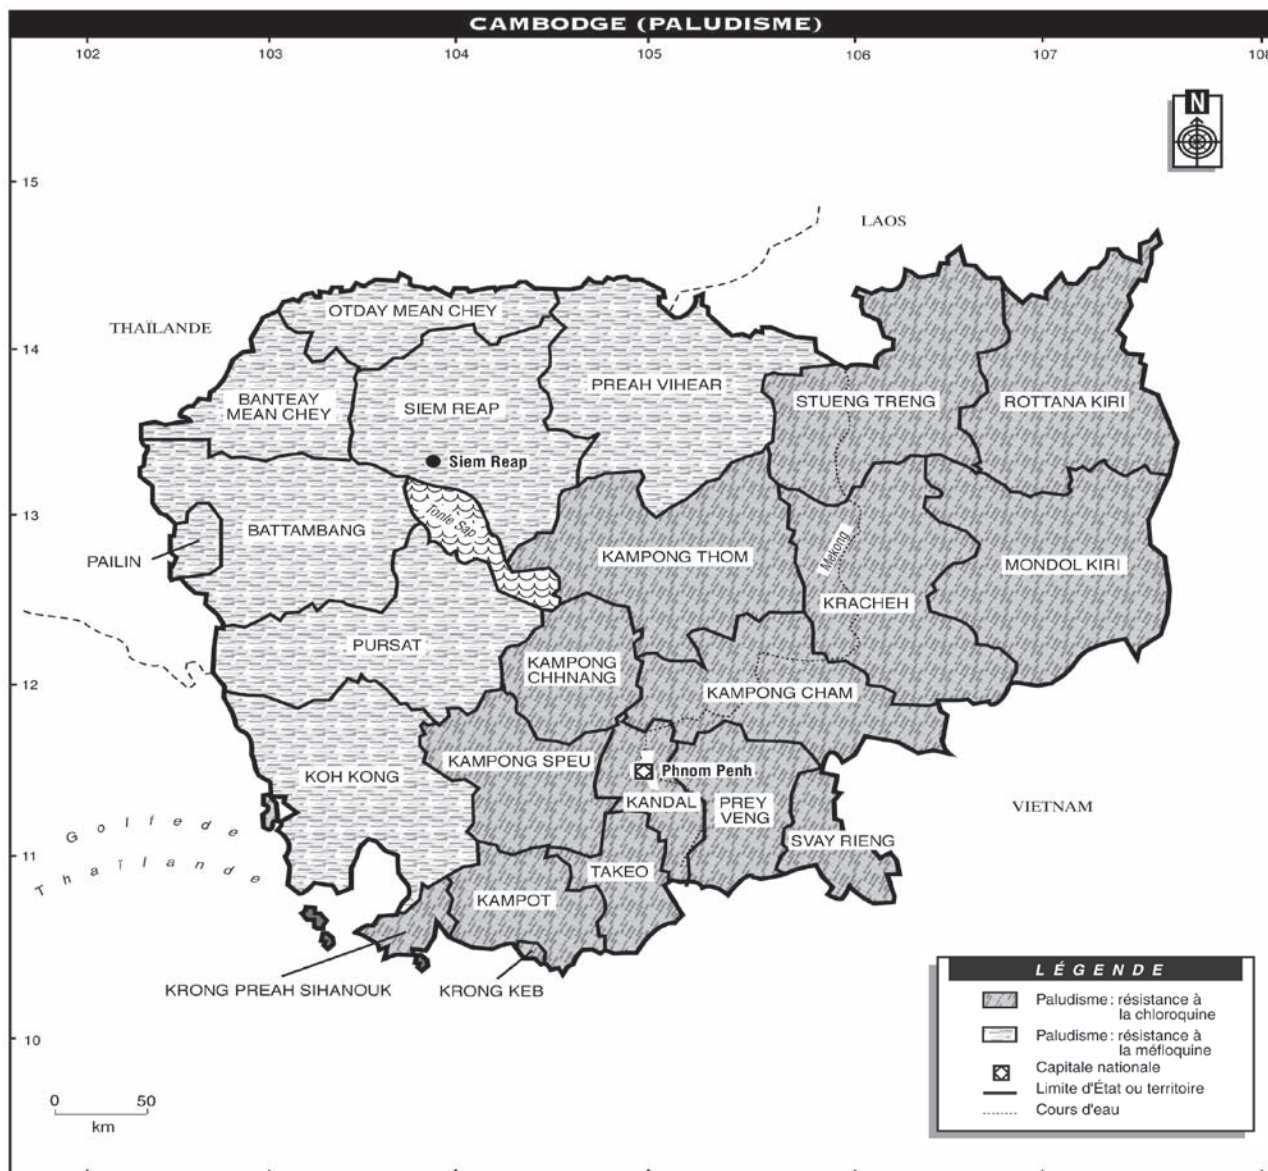 CAMBODGE (PALUDISME)
102 103 104 105 106 107 108
N
15
LAOS
OTDAY MEAN CHEY
THAÏLANDE
14
BANTEAY
MEAN CHEY
SIEM REAP
PREAH VIHEAR
STUENG TRENG
ROTTANA KIRI
Siem Reap
13
Tonle Sap
BATTAMBANG
PAILIN
KAMPONG THOM
Mekong
MONDOL KIRI
KRACHEH
PURSAT
KAMPONG
CHHNANG
12
KAMPONG CHAM
KOH KONG
KAMPONG SPEU
Phnom Penh
KANDAL
PREY
VENG
VIETNAM
SVAY RIENG
Golfe de
Thaïlande
11
TAKEO
KAMPOT
KRONG PREAH SIHANOUK
KRONG KEB
10
0 50
km
LÉGENDE
Paludisme : résistance à
la chloroquine
Paludisme : résistance à
la méfloquine
Capitale nationale
Limite d'État ou territoire
Cours d'eau